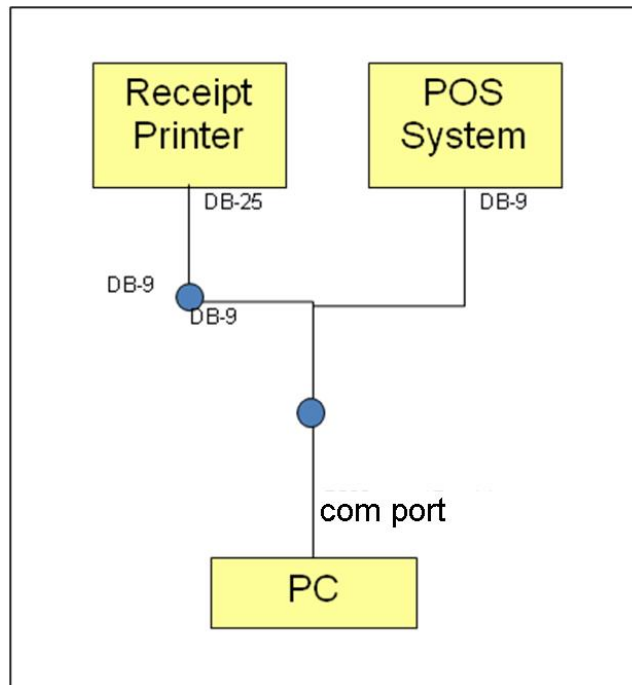 Receipt
Printer
POS
System
DB-25
DB-9
DB-9
DB-9
com port
PC